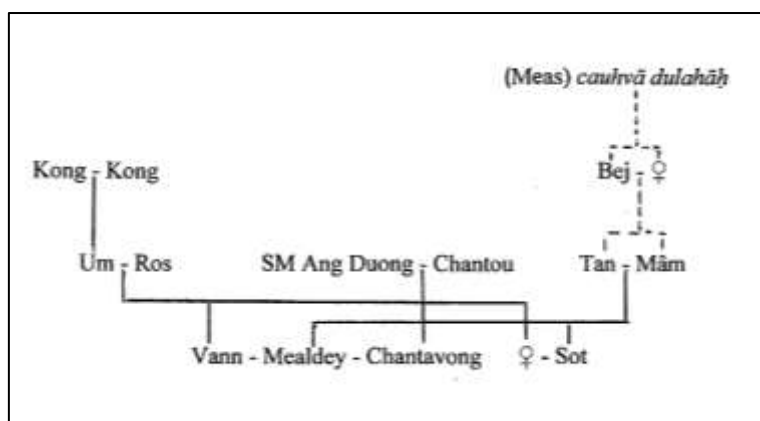 (Meas) cauhvā dulahāḥ
Kong - Kong
Bej - ♀
Um - Ros
SM Ang Duong - Chantou
Tan - Mâm
Vann - Mealdey - Chantavong
♀ - Sot